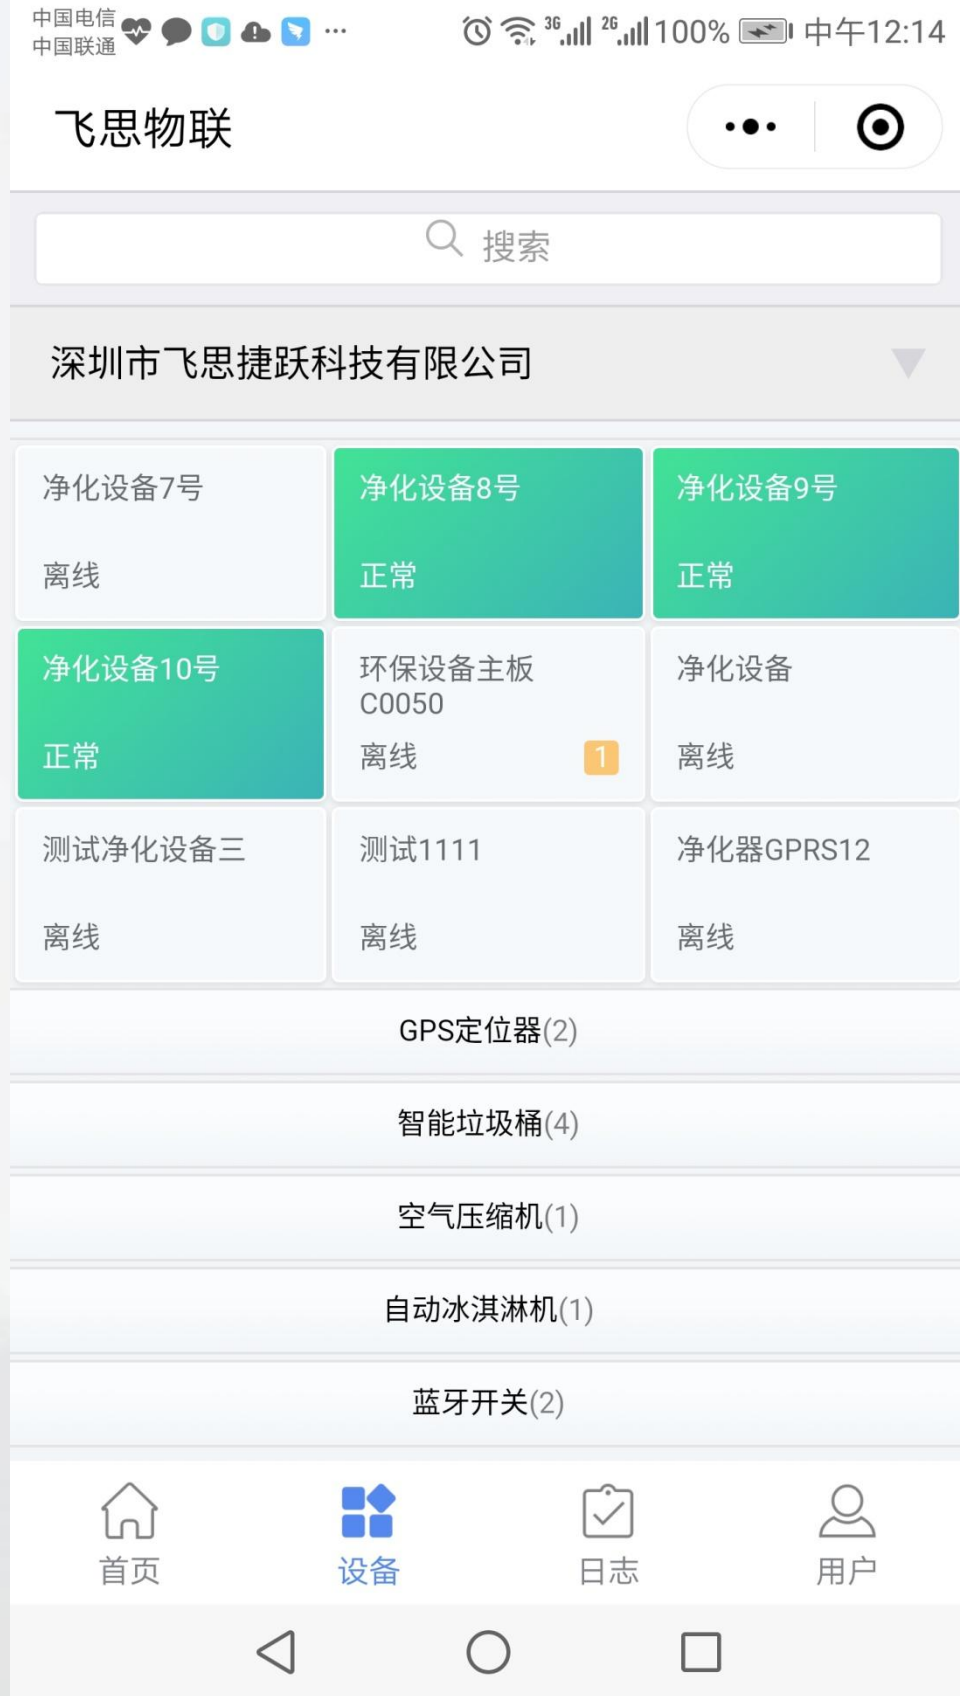 中国电信
中国联通
3G 2G 100% 中午12:14
飞思物联
搜索
深圳市飞思捷跃科技有限公司
净化设备7号 净化设备8号 净化设备9号
离线 正常 正常
净化设备10号 环保设备主板 净化设备
C0050
正常 离线 1 离线
测试净化设备三 测试1111 净化器GPRS12
离线 离线 离线
GPS定位器(2)
智能垃圾桶(4)
空气压缩机(1)
自动冰淇淋机(1)
蓝牙开关(2)
首页 设备 日志 用户